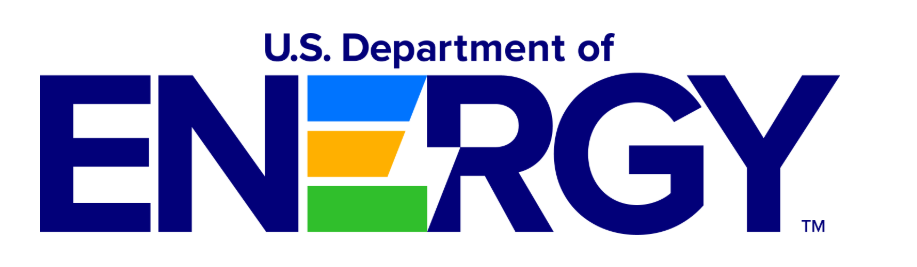 U.S. Department of
ENERGY
™